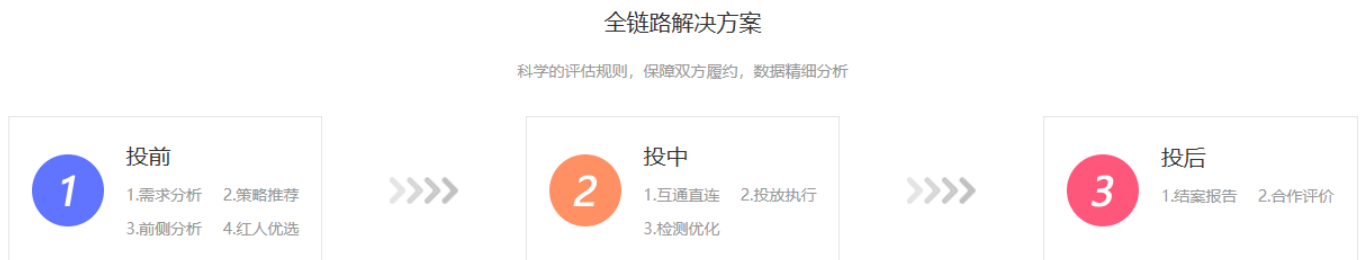 全链路解决方案
科学的评估规则，保障双方履约，数据精细分析
1
投前
1.需求分析 2.策略推荐
3.前侧分析 4.红人优选
2
投中
1.互通直连 2.投放执行
3.检测优化
3
投后
1.结案报告 2.合作评价